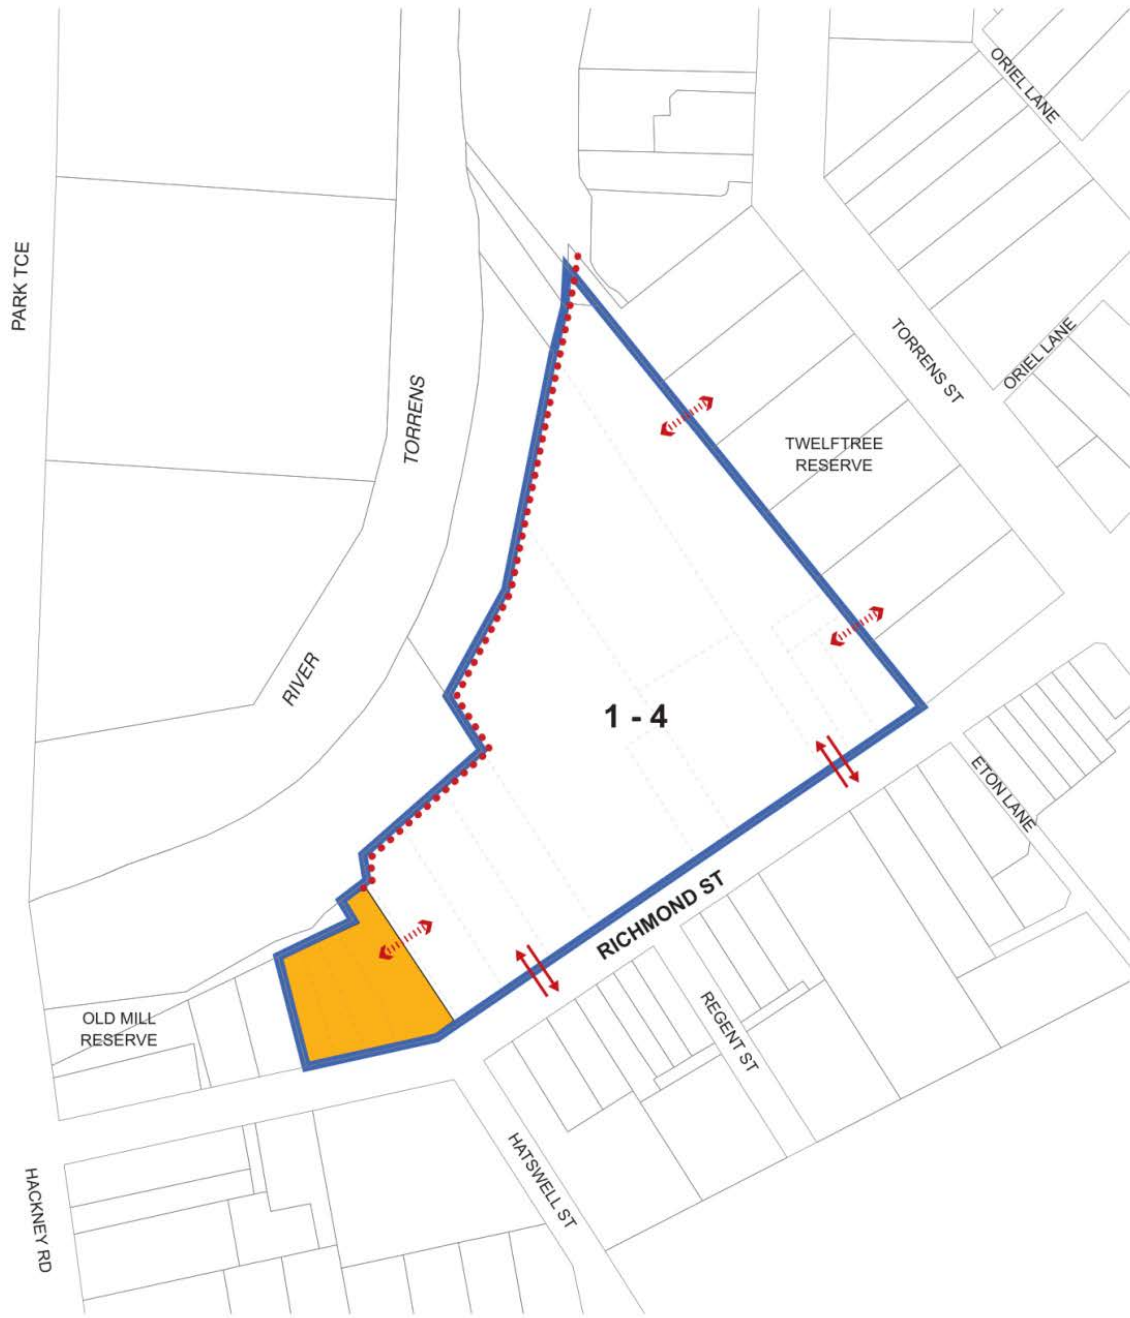 ORIEL LANE
PARK TCE
TORRENS ST
ORIEL LANE
TORRENS
TWELFTREE
RESERVE
RIVER
1 - 4
ETON LANE
RICHMOND ST
OLD MILL
RESERVE
REGENT ST
HATSWELL ST
HACKNEY RD